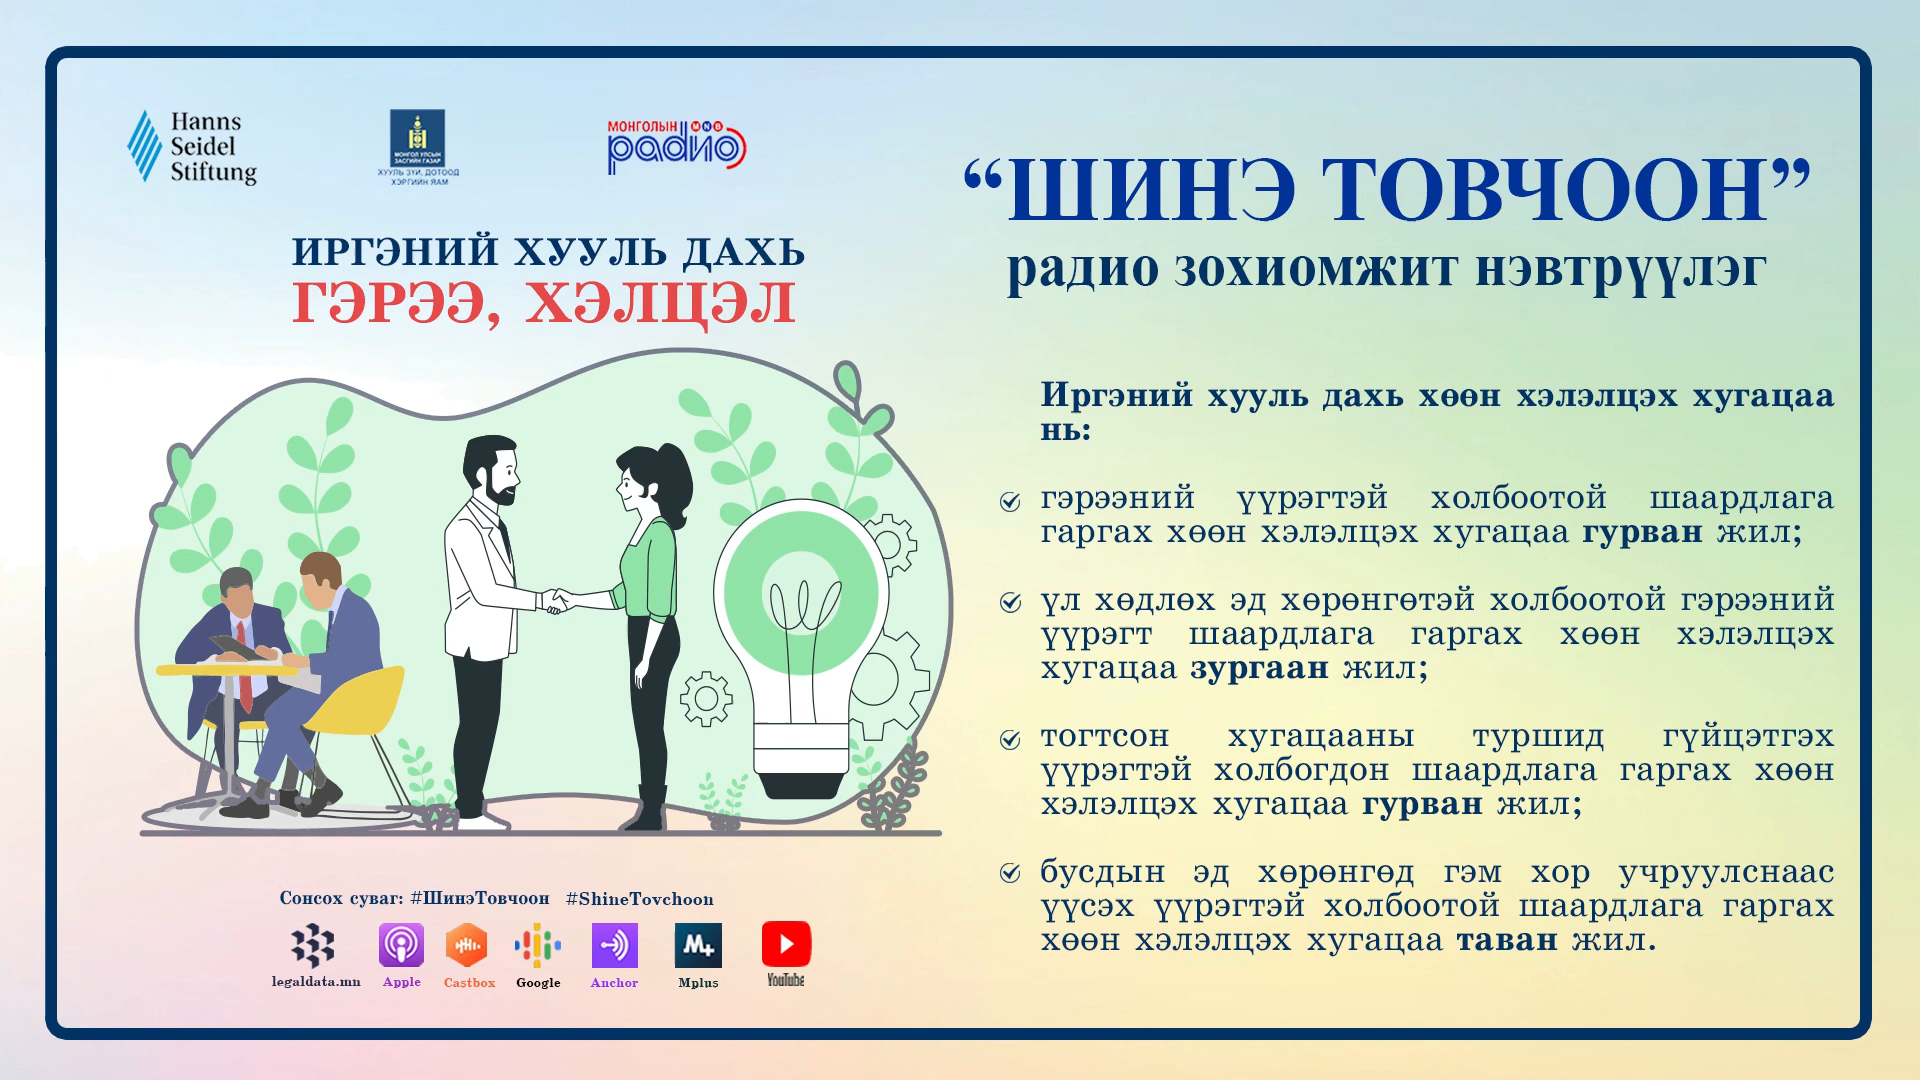 Hanns
Seidel
Stiftung
МОНГОЛ УЛСЫН
ЗАСГИЙН ГАЗАР
ХУУЛЬ ЗҮЙ, ДОТООД
ХЭРГИЙН ЯАМ
МОНГОЛЫН MNB
радио
ИРГЭНИЙ ХУУЛЬ ДАХЬ
ГЭРЭЭ, ХЭЛЦЭЛ
“ШИНЭ ТОВЧООН”
радио зохиомжит нэвтрүүлэг
Иргэний хууль дахь хөөн хэлэлцэх хугацаа
нь:
гэрээний үүрэгтэй холбоотой шаардлага
гаргах хөөн хэлэлцэх хугацаа гурван жил;
үл хөдлөх эд хөрөнгөтэй холбоотой гэрээний
үүрэгт шаардлага гаргах хөөн хэлэлцэх
хугацаа зургаан жил;
тогтсон хугацааны туршид гүйцэтгэх
үүрэгтэй холбогдон шаардлага гаргах хөөн
хэлэлцэх хугацаа гурван жил;
бусдын эд хөрөнгөд гэм хор учруулснаас
үүсэх үүрэгтэй холбоотой шаардлага гаргах
хөөн хэлэлцэх хугацаа таван жил.
Сонсох суваг: #ШинэТовчоон #ShineTovchoon
M+
legaldata.mn Apple Castbox Google Anchor Mplus YouTube